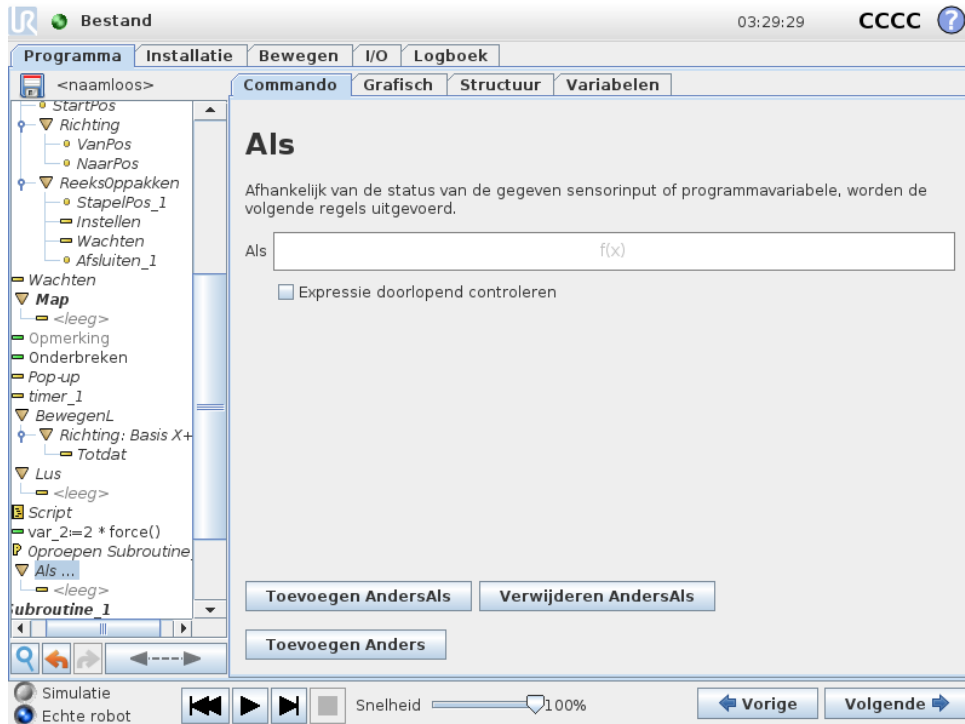 UR Bestand 03:29:29 CCCC ?
Programma Installatie Bewegen I/O Logboek
<naamloos>
Commando Grafisch Structuur Variabelen
StartPos
Richting
VanPos
NaarPos
ReeksOppakken
StapelPos_1
Instellen
Wachten
Afsluiten_1
Wachten
Map
<leeg>
Opmerking
Onderbreken
Pop-up
timer_1
BewegenL
Richting: Basis X+
Totdat
Lus
<leeg>
Script
var_2:=2 * force()
Oproepen Subroutine_
Als ...
<leeg>
Subroutine_1
Als
Afhankelijk van de status van de gegeven sensorinput of programmavariabele, worden de
volgende regels uitgevoerd.
Als f(x)
Expressie doorlopend controleren
Toevoegen AndersAls Verwijderen AndersAls
Toevoegen Anders
Simulatie
Echte robot
Snelheid 100%
Vorige Volgende